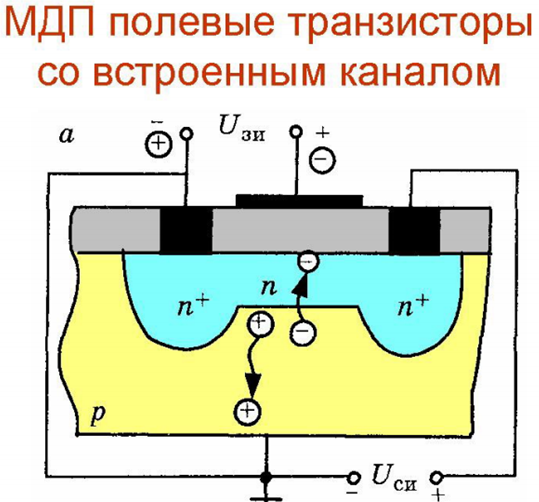 МДП полевые транзисторы
со встроенным каналом
а
− Uзи +
⊕ ⊖
⊖
n
n+ n+
⊕ ⊖
⊕
p
− Uси +